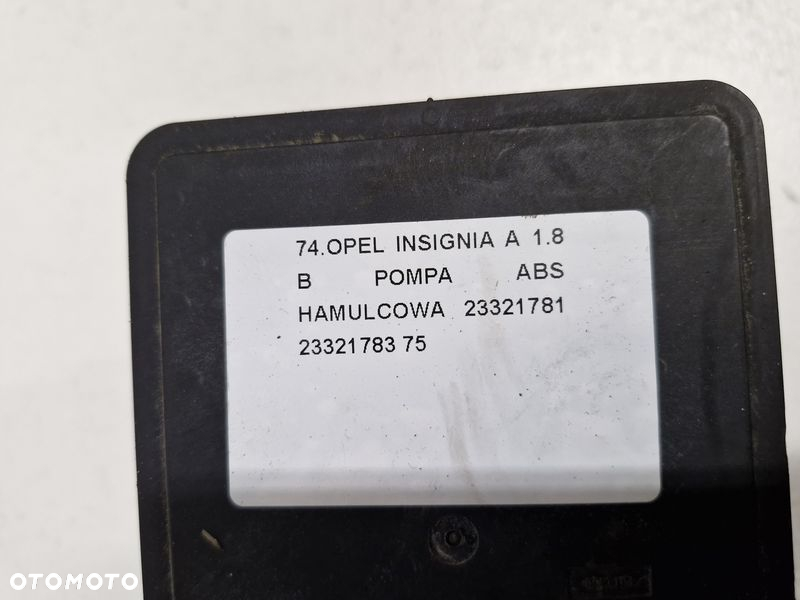 74.OPEL INSIGNIA A 1.8
B POMPA ABS
HAMULCOWA 23321781
23321783 75
OTOMOTO